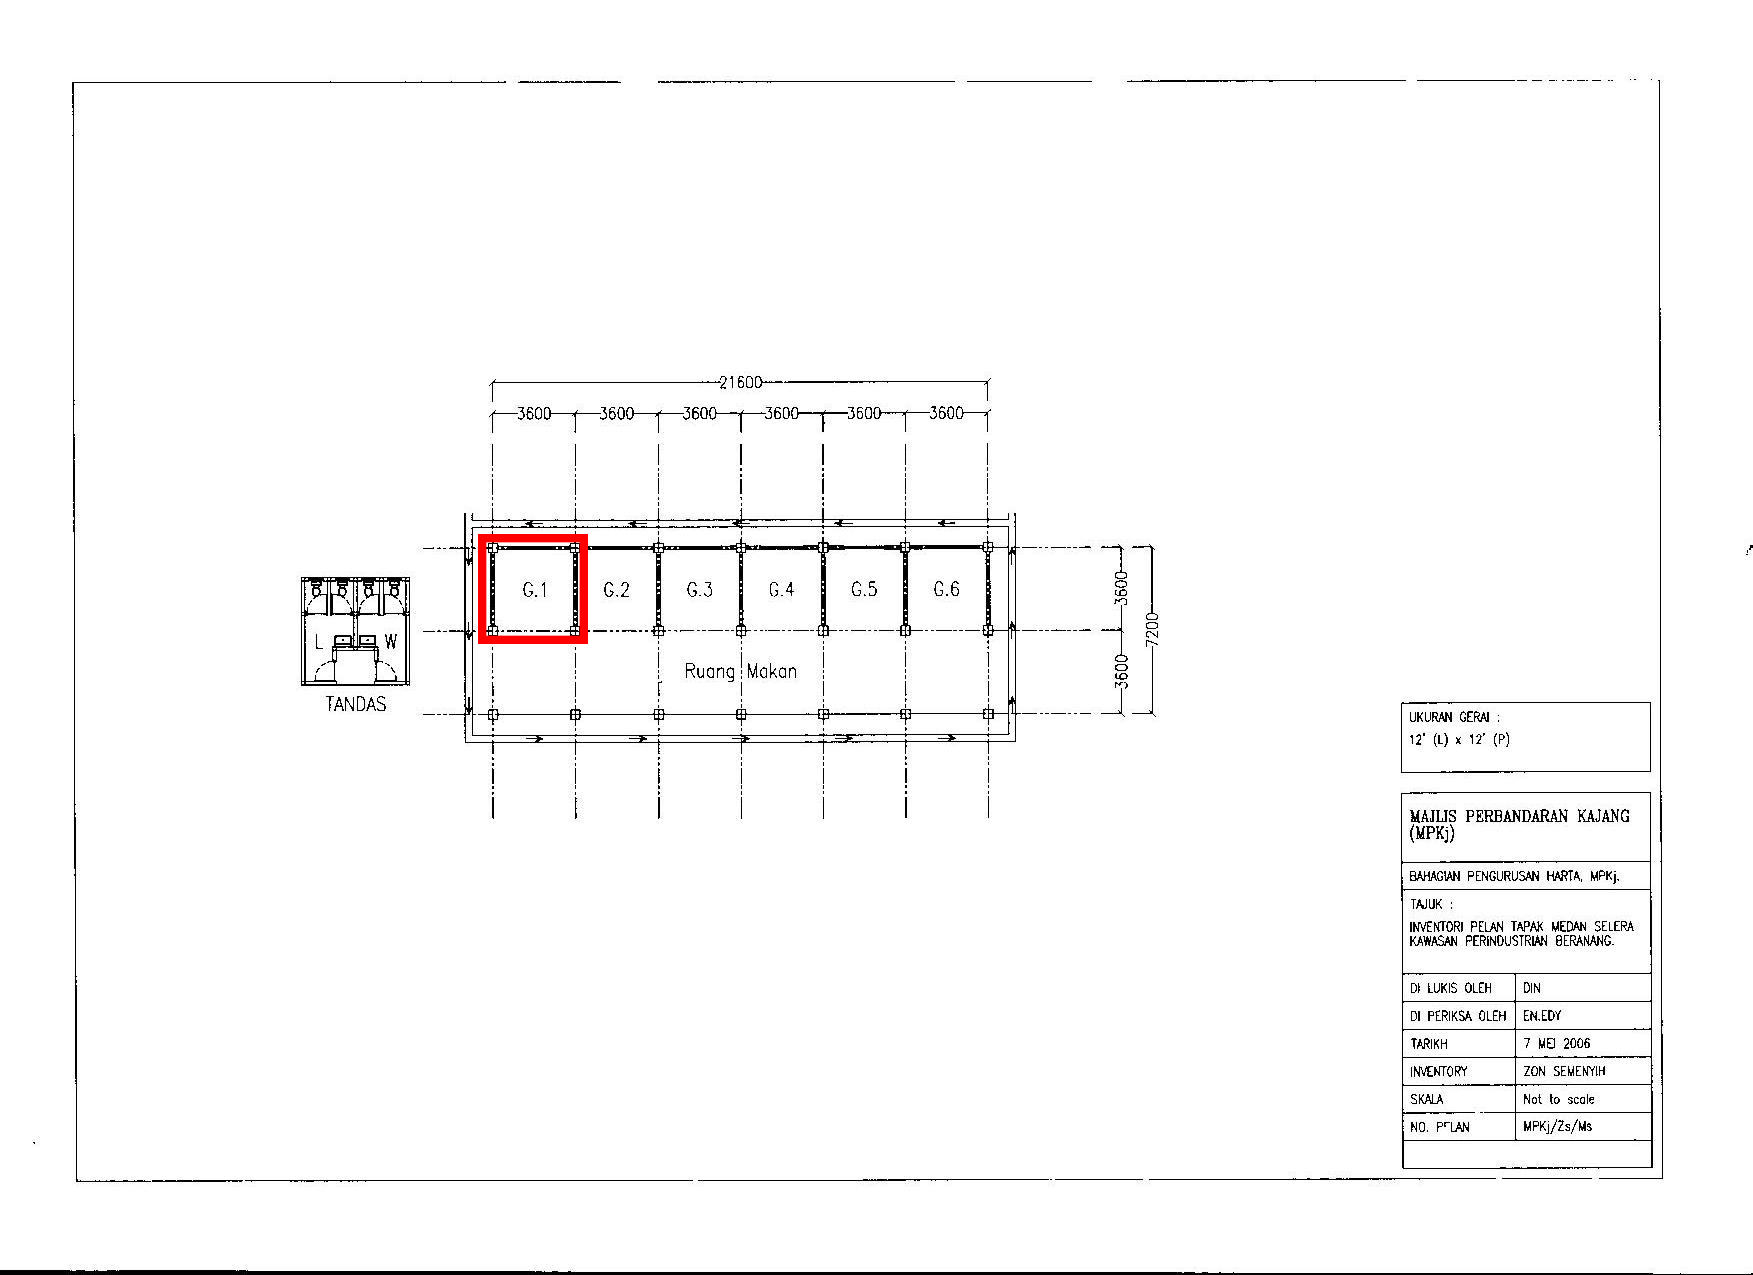 21600
3600 3600 3600 3600 3600 3600
G.1 G.2 G.3 G.4 G.5 G.6
3600
7200
3600
L W
Ruang Makan
TANDAS
UKURAN GERAI :
12' (L) x 12' (P)
MAJLIS PERBANDARAN KAJANG
(MPKj)
BAHAGIAN PENGURUSAN HARTA, MPKj.
TAJUK :
INVENTORI PELAN TAPAK MEDAN SELERA
KAWASAN PERINDUSTRIAN BERANANG.
DI LUKIS OLEH DIN
DI PERIKSA OLEH EN.EDY
TARIKH 7 MEI 2006
INVENTORY ZON SEMENYIH
SKALA Not to scale
NO. PELAN MPKj/Zs/Ms